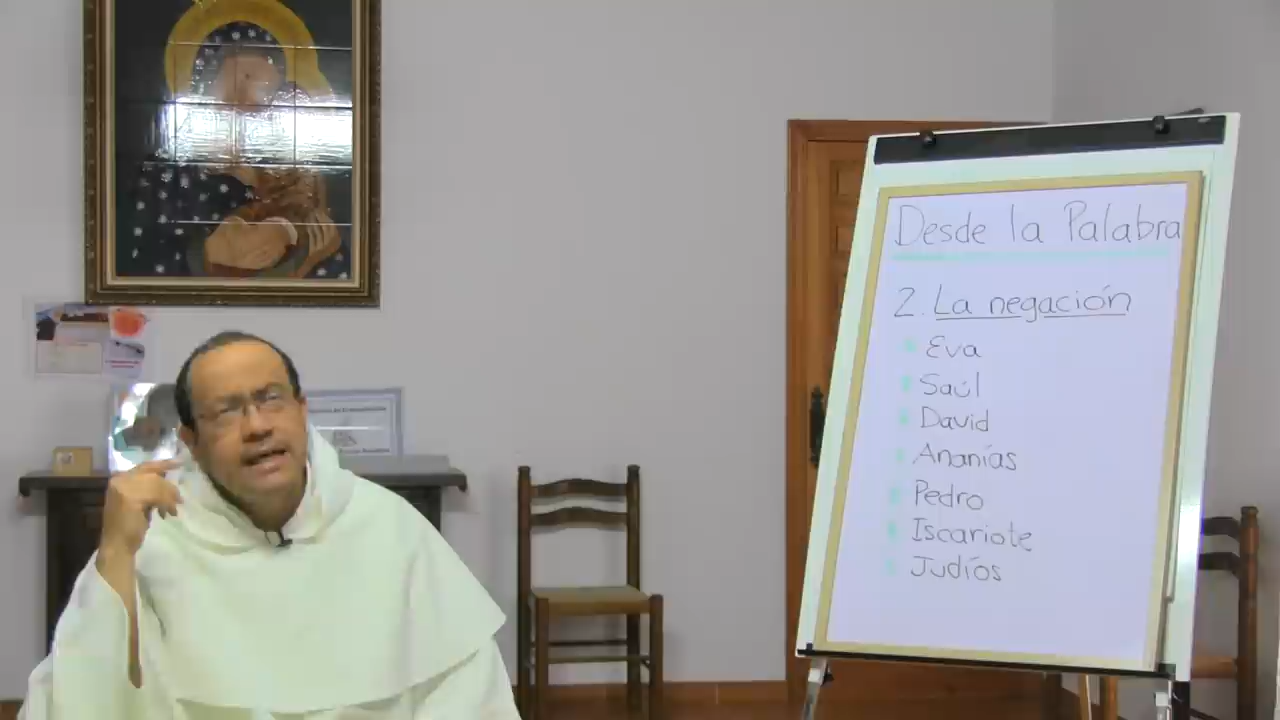 Desde la Palabra
2. La negación
Eva
Saúl
David
Ananías
Pedro
Iscariote
Judíos